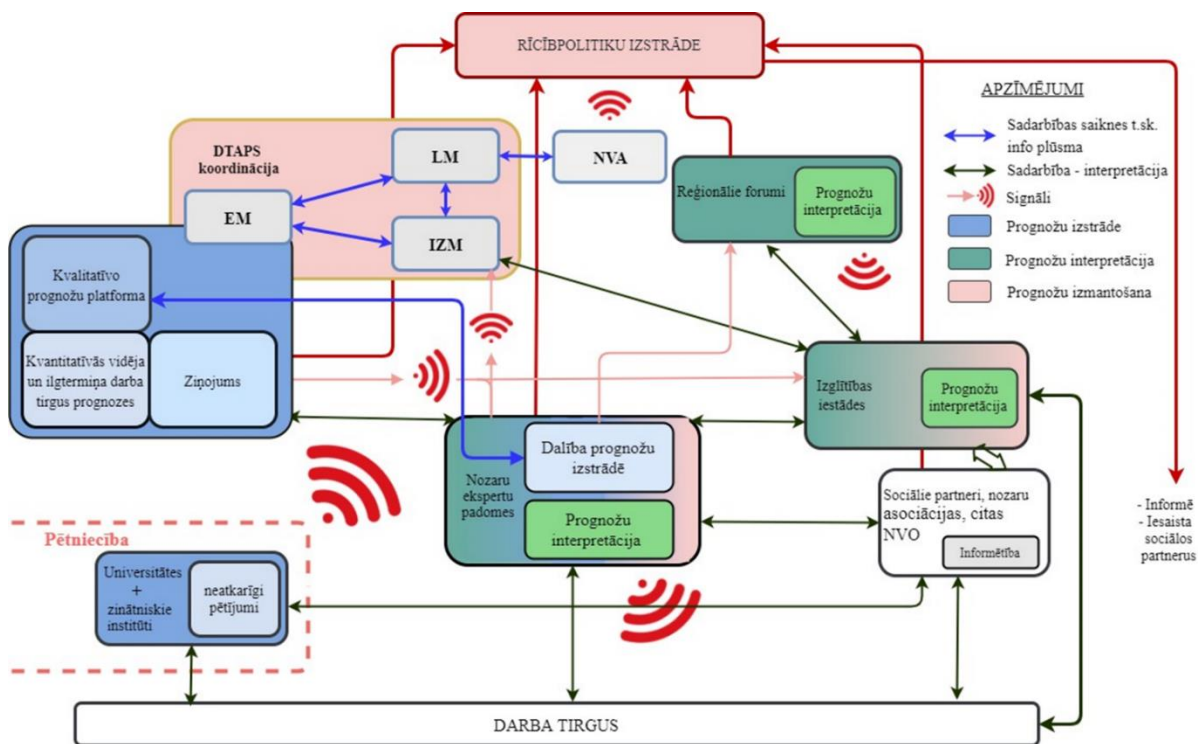 RĪCĪBPOLITIKU IZSTRĀDE
APZĪMĒJUMI
Sadarbības saiknes t.sk.
info plūsma
Sadarbība - interpretācija
Signāli
Prognožu izstrāde
Prognožu interpretācija
Prognožu izmantošana
DTAPS
koordinācija
LM
NVA
EM
IZM
Reģionālie forumi
Prognožu
interpretācija
Kvalitatīvo
prognožu platforma
Kvantitatīvās vidēja
un ilgtermiņa darba
tirgus prognozes
Ziņojums
Izglītības
iestādes
Prognožu
interpretācija
Nozaru
ekspertu
padomes
Dalība prognožu
izstrādē
Prognožu
interpretācija
Sociālie partneri, nozaru
asociācijas, citas
NVO
Informētība
- Informē
- Iesaista
sociālos
partnerus
Pētniecība
Universitātes
+
zinātniskie
institūti
neatkarīgi
pētījumi
DARBA TIRGUS